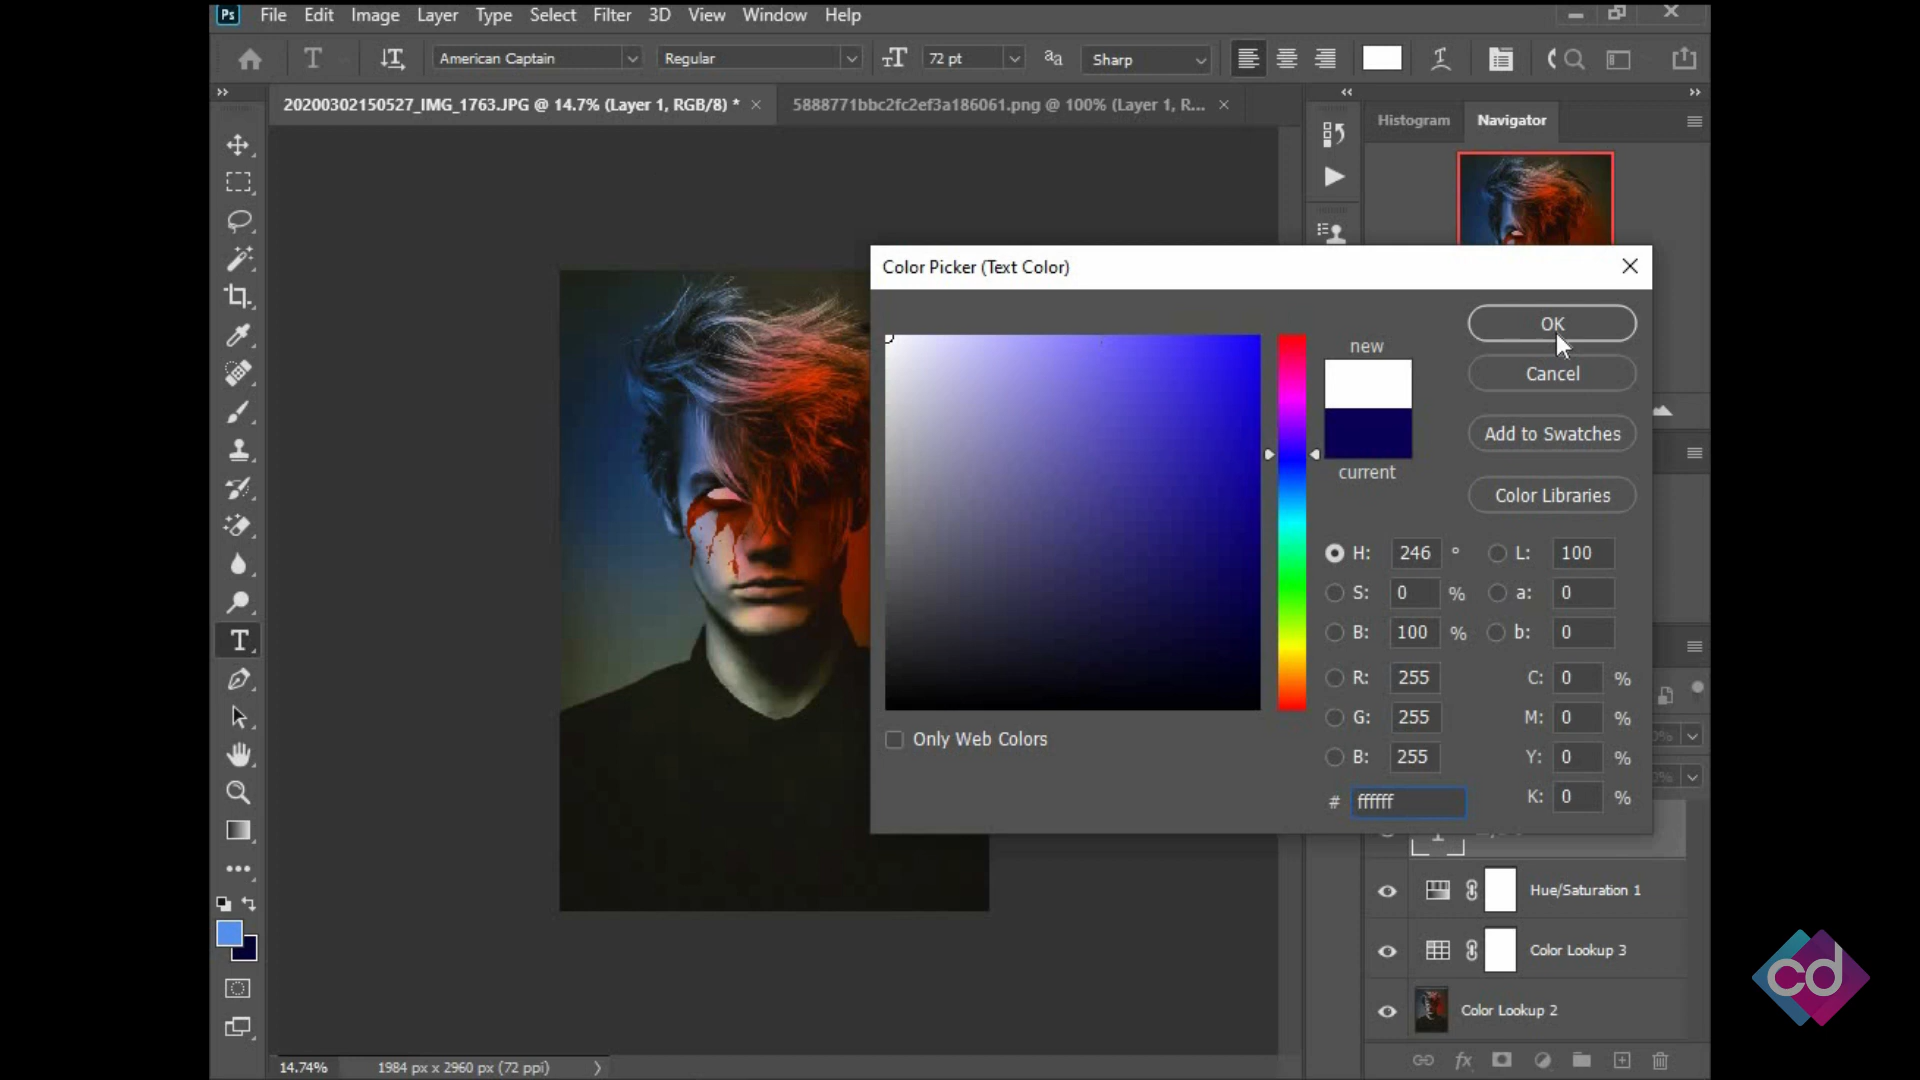 Ps File Edit Image Layer Type Select Filter 3D View Window Help
T American Captain Regular 72 pt Sharp
20200302150527_IMG_1763.JPG @ 14.7% (Layer 1, RGB/8) *
5888771bbc2fc2ef3a186061.png @ 100% (Layer 1, R...
Histogram Navigator
Color Picker (Text Color)
OK
new
Cancel
Add to Swatches
current
Color Libraries
H: 246 ° L: 100
S: 0 % a: 0
B: 100 % b: 0
R: 255 C: 0 %
G: 255 M: 0 %
Only Web Colors
B: 255 Y: 0 %
# ffffff K: 0 %
Hue/Saturation 1
Color Lookup 3
Color Lookup 2
fx
14.74% 1984 px x 2960 px (72 ppi)
cd